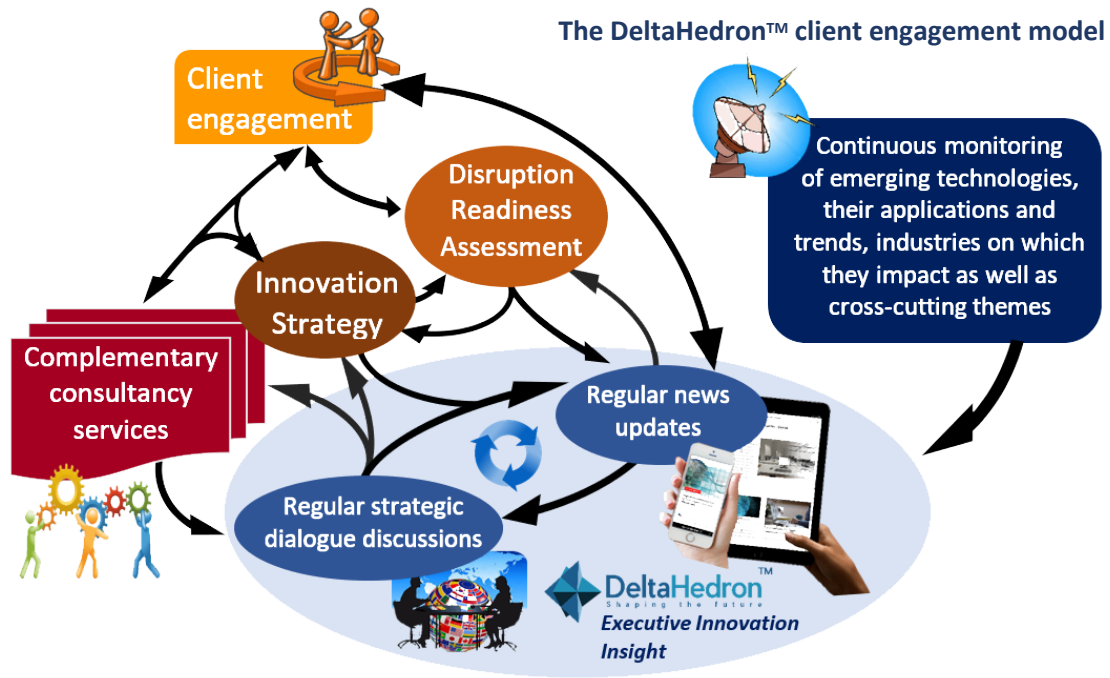 The DeltaHedron™ client engagement model
Client
engagement
Disruption
Readiness
Assessment
Continuous monitoring
of emerging technologies,
their applications and
trends, industries on which
they impact as well as
cross-cutting themes
Innovation
Strategy
Complementary
consultancy
services
Regular news
updates
Regular strategic
dialogue discussions
DeltaHedron™
Shaping the future
Executive Innovation
Insight